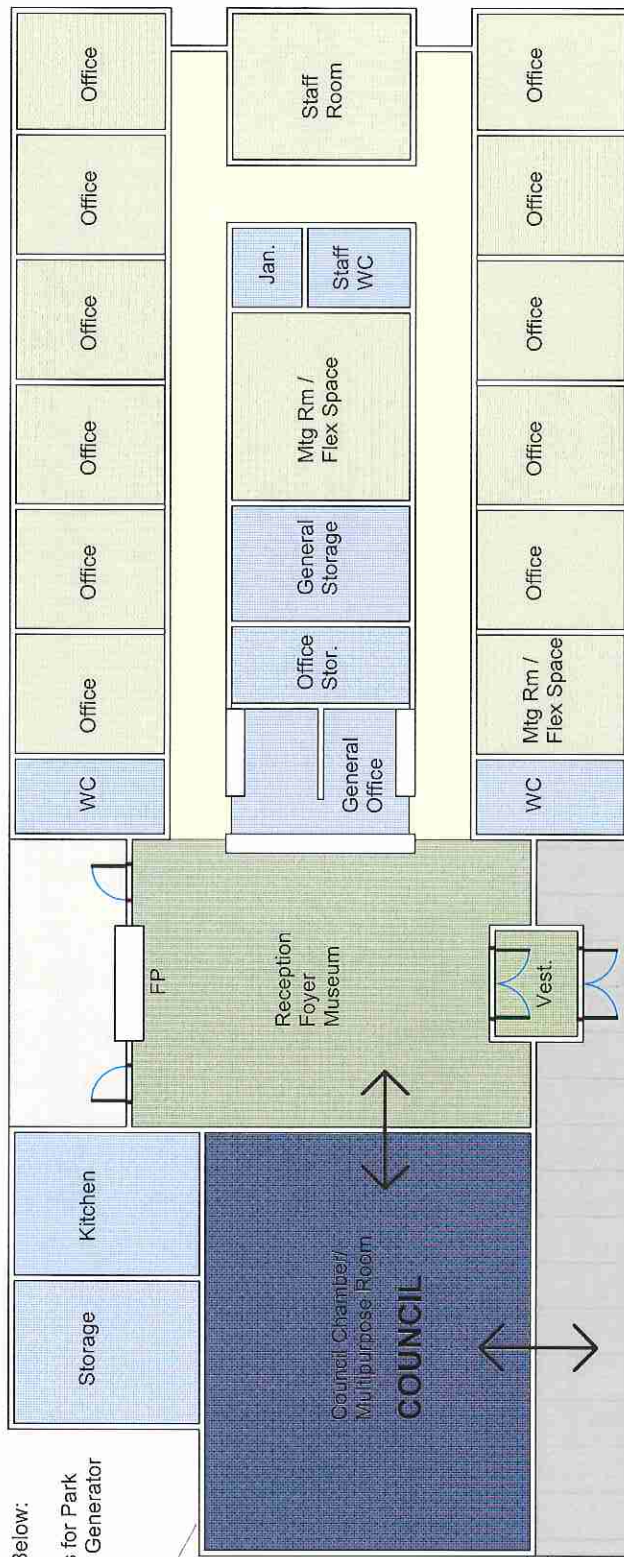 Below:
s for Park
Generator
Storage
Kitchen
FP
WC
Office
Office
Office
Office
Office
Office
Council Chamber/
Multipurpose Room
COUNCIL
Reception
Foyer
Museum
General
Office
Office
Stor.
General
Storage
Mtg Rm /
Flex Space
Jan.
Staff
WC
Staff
Room
Vest.
WC
Mtg Rm /
Flex Space
Office
Office
Office
Office
Office